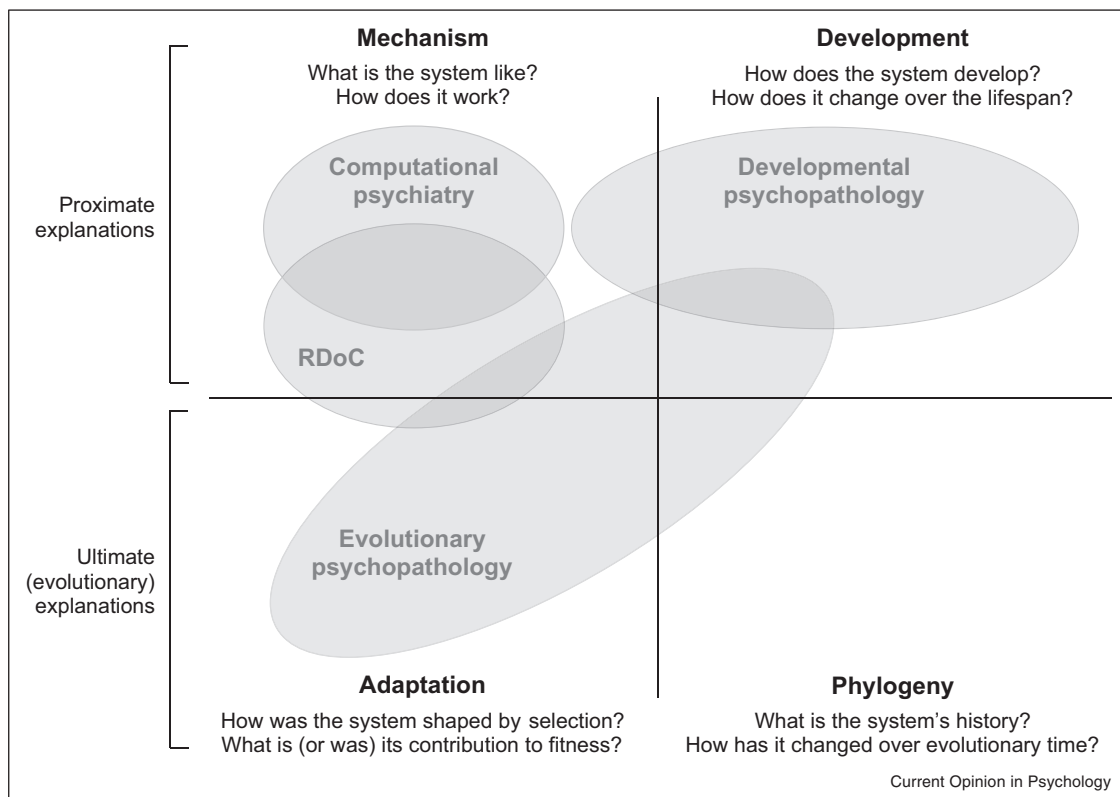 Mechanism
What is the system like?
How does it work?
Development
How does the system develop?
How does it change over the lifespan?
Proximate
explanations
Computational
psychiatry
Developmental
psychopathology
RDoC
Ultimate
(evolutionary)
explanations
Evolutionary
psychopathology
Adaptation
How was the system shaped by selection?
What is (or was) its contribution to fitness?
Phylogeny
What is the system's history?
How has it changed over evolutionary time?
Current Opinion in Psychology